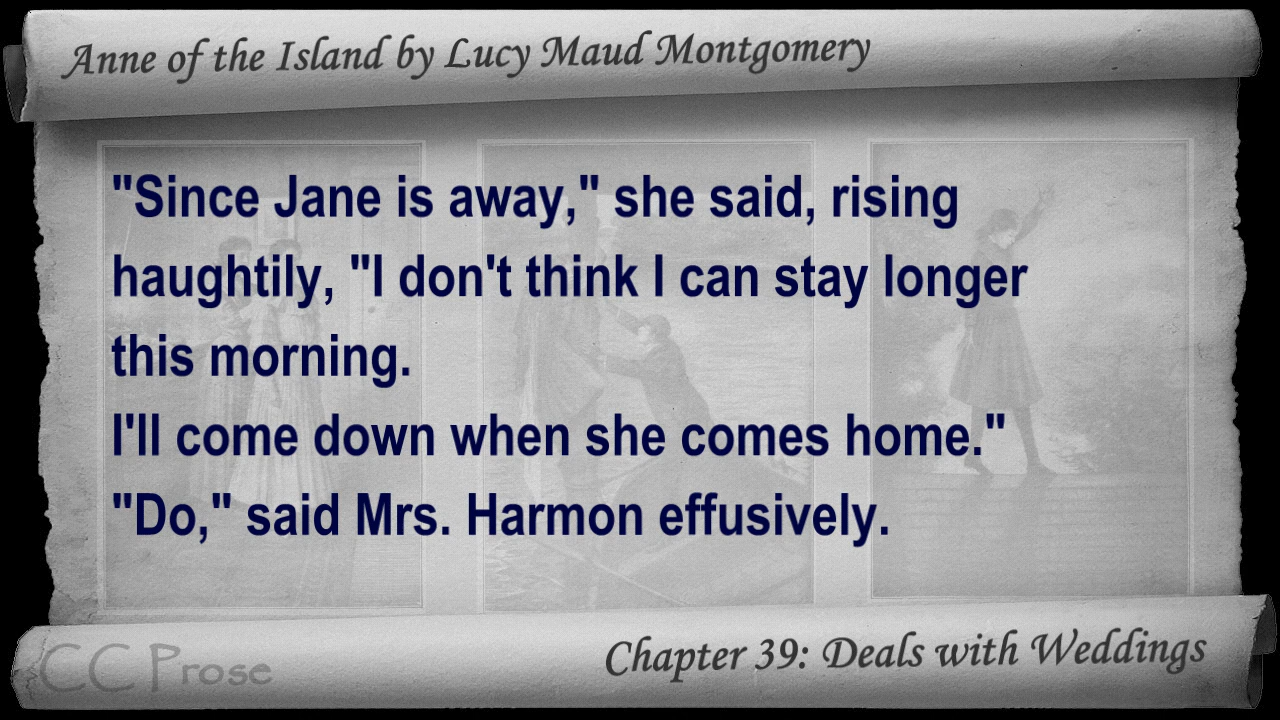 Anne of the Island by Lucy Maud Montgomery
"Since Jane is away," she said, rising
haughtily, "I don't think I can stay longer
this morning.
I'll come down when she comes home."
"Do," said Mrs. Harmon effusively.
CC Prose
Chapter 39: Deals with Weddings